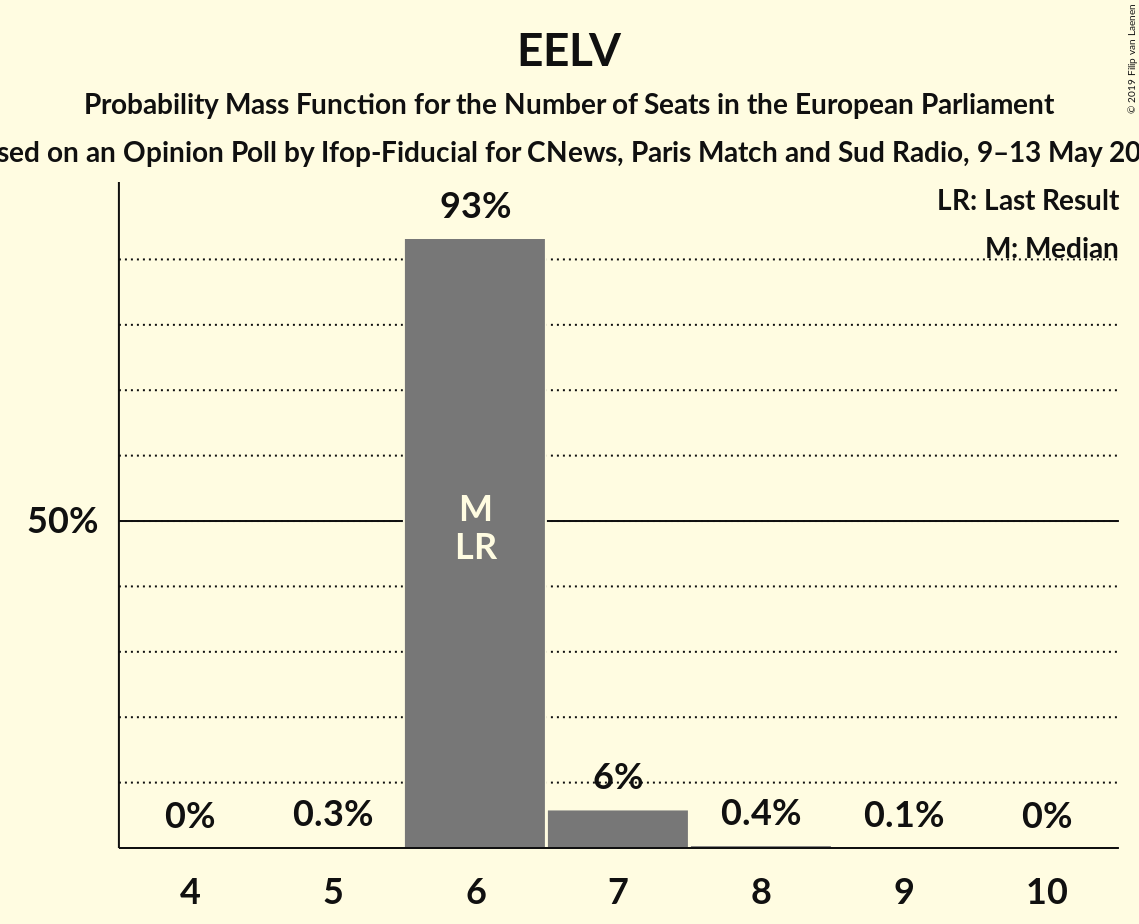 EELV
Probability Mass Function for the Number of Seats in the European Parliament
sed on an Opinion Poll by Ifop-Fiducial for CNews, Paris Match and Sud Radio, 9–13 May 20
© 2019 Filip van Laenen
LR: Last Result
M: Median
93%
50%
M
LR
0%
0.3%
6%
0.4%
0.1%
0%
4 5 6 7 8 9 10